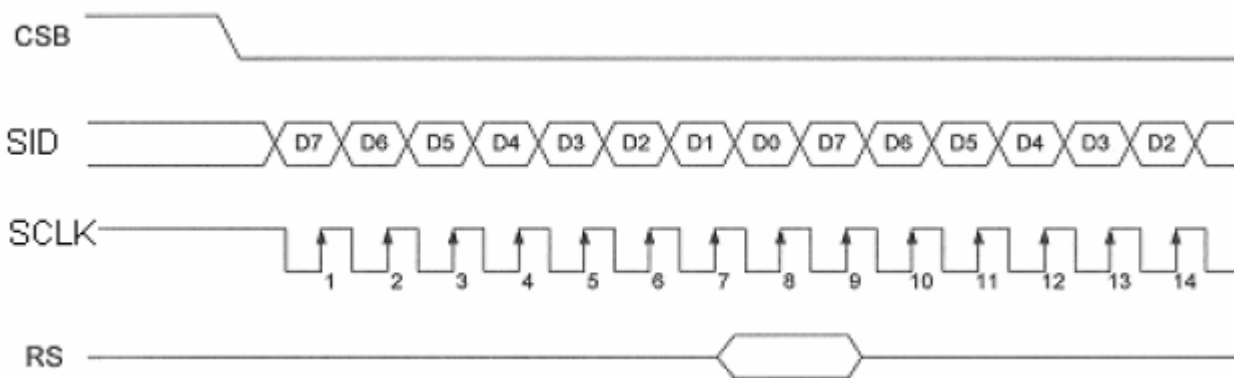 CSB
SID D7 D6 D5 D4 D3 D2 D1 D0 D7 D6 D5 D4 D3 D2
SCLK
1 2 3 4 5 6 7 8 9 10 11 12 13 14
RS